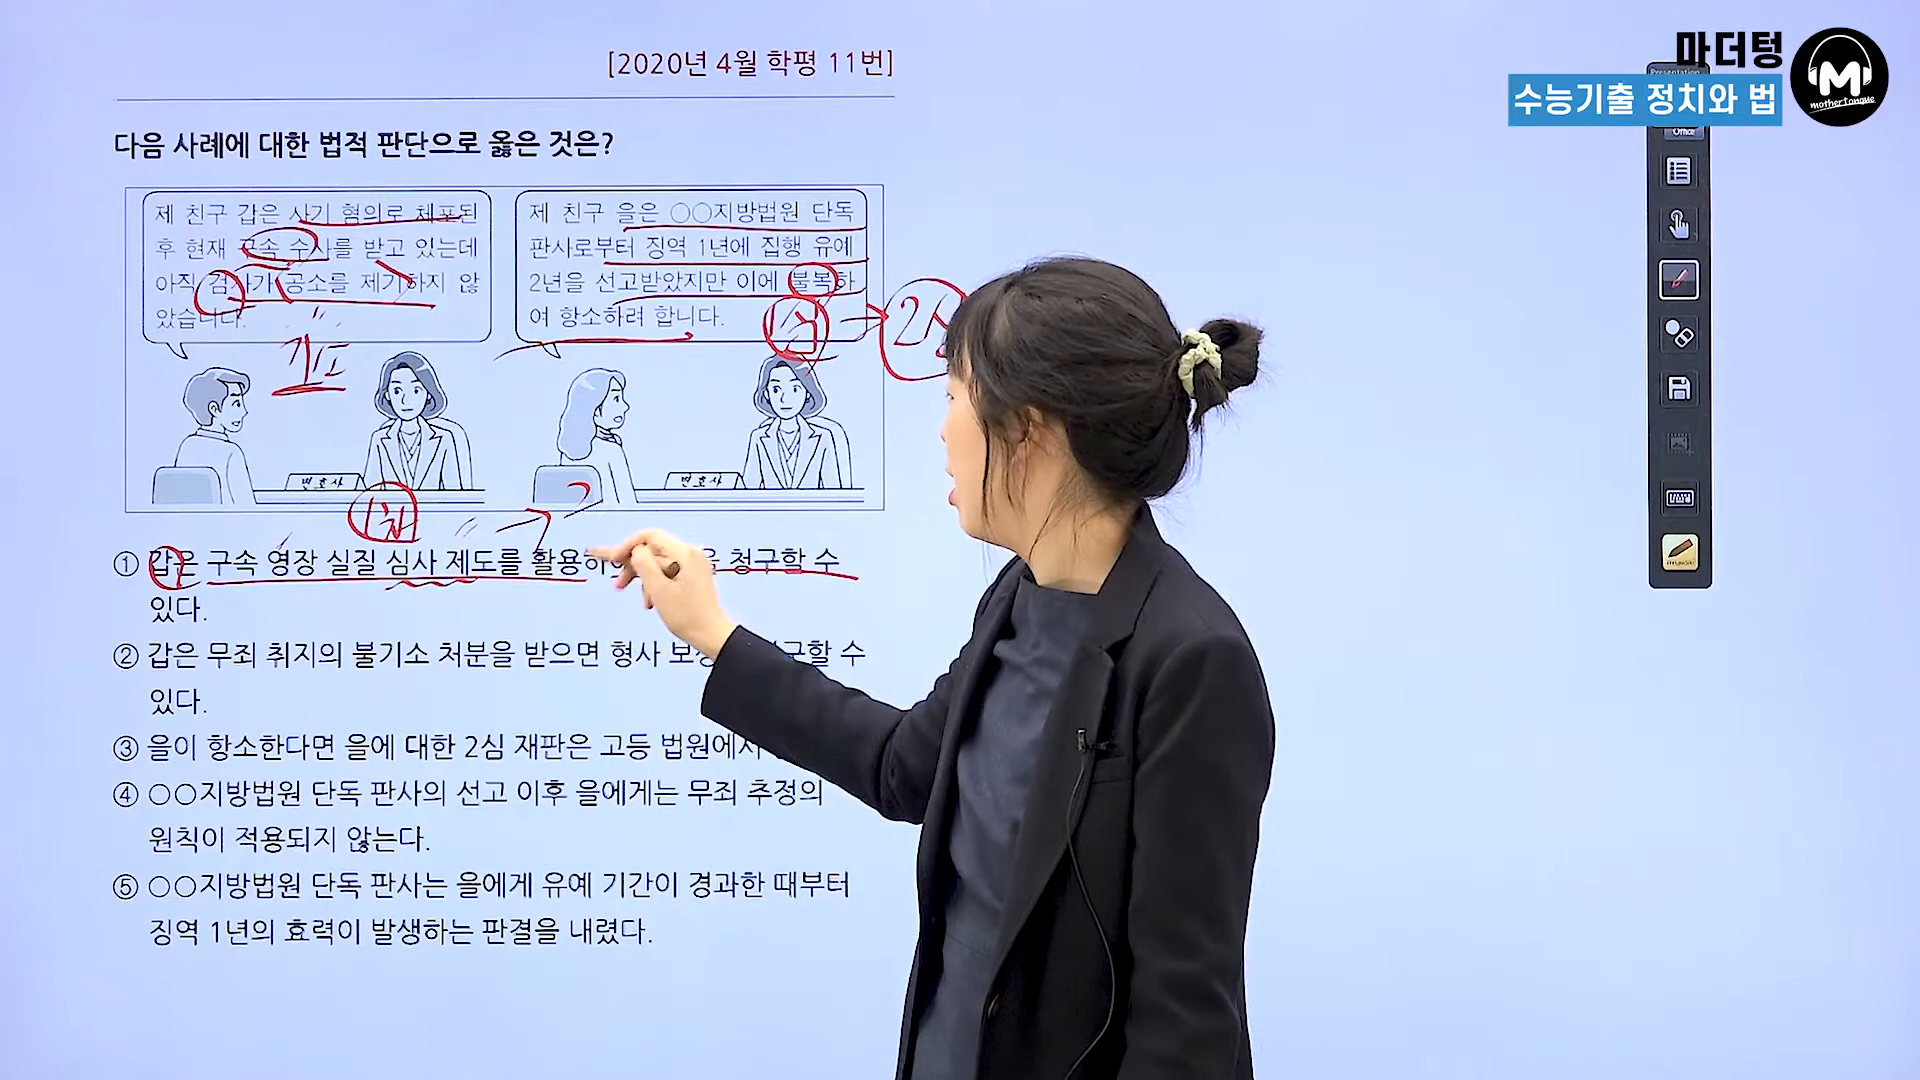 [2020년 4월 학평 11번]
마더텅
수능기출 정치와 법
mothertongue
Office
다음 사례에 대한 법적 판단으로 옳은 것은?
제 친구 갑은 사기 혐의로 체포된
후 현재 구속 수사를 받고 있는데
아직 검사가 공소를 제기하지 않
았습니다.
제 친구 을은 ○○지방법원 단독
판사로부터 징역 1년에 집행 유예
2년을 선고받았지만 이에 불복하
여 항소하려 합니다.
2심
변호사
변호사
1차
① 갑은 구속 영장 실질 심사 제도를 활용하 청구할 수
있다.
② 갑은 무죄 취지의 불기소 처분을 받으면 형사 보상 할 수
있다.
③ 을이 항소한다면 을에 대한 2심 재판은 고등 법원에서
④ ○○지방법원 단독 판사의 선고 이후 을에게는 무죄 추정의
원칙이 적용되지 않는다.
⑤ ○○지방법원 단독 판사는 을에게 유예 기간이 경과한 때부터
징역 1년의 효력이 발생하는 판결을 내렸다.